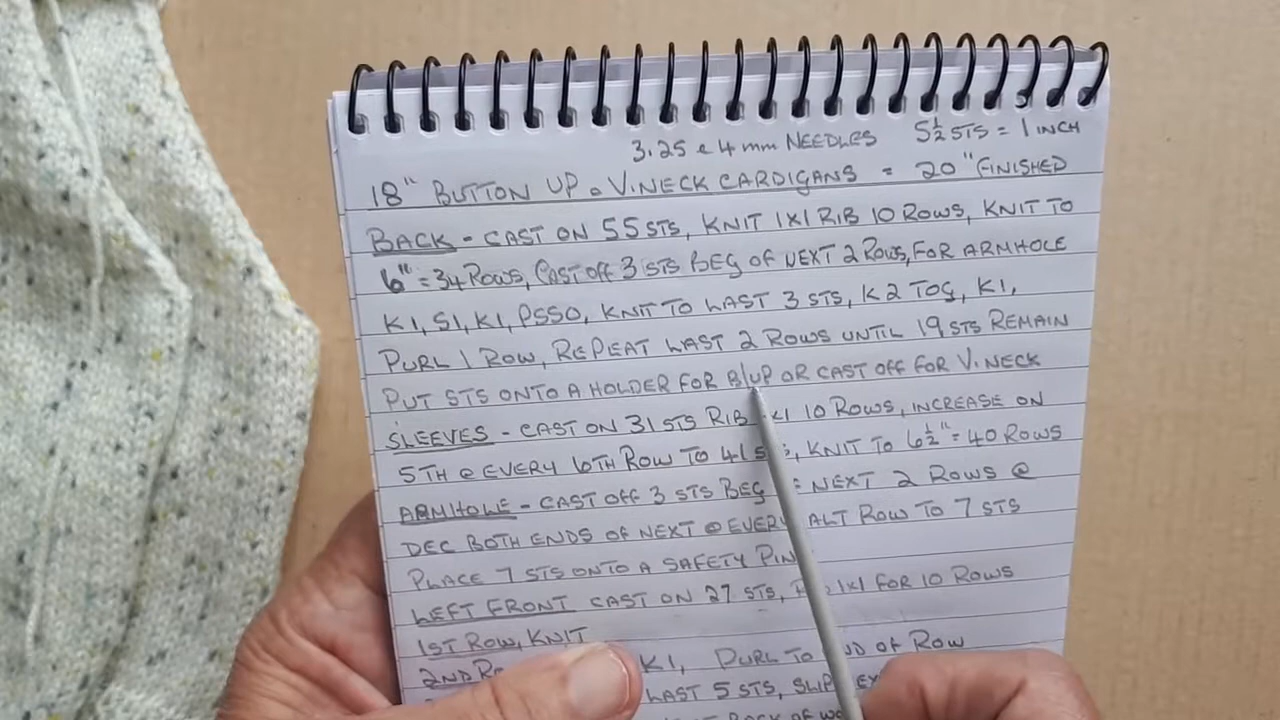 3.25 @ 4mm NEEDLES 5½ STS = 1 INCH
18" BUTTON UP @ V.NECK CARDIGANS = 20" FINISHED
BACK - CAST ON 55 STS, KNIT 1X1 RIB 10 ROWS, KNIT TO
6" = 34 ROWS, CAST OFF 3 STS BEG OF NEXT 2 ROWS, FOR ARMHOLE
K1, S1, K1, PSSO, KNIT TO LAST 3 STS, K 2 TOG, K1,
PURL 1 ROW, REPEAT LAST 2 ROWS UNTIL 19 STS REMAIN
PUT STS ONTO A HOLDER FOR B/UP OR CAST OFF FOR V.NECK
SLEEVES - CAST ON 31 STS RIB 1X1 10 ROWS, INCREASE ON
5TH @ EVERY 6TH ROW TO 41 STS, KNIT TO 6½" = 40 ROWS
ARMHOLE - CAST OFF 3 STS BEG NEXT 2 ROWS @
DEC BOTH ENDS OF NEXT @ EVERY ALT ROW TO 7 STS
PLACE 7 STS ONTO A SAFETY PIN
LEFT FRONT CAST ON 27 STS, 1X1 FOR 10 ROWS
1ST ROW, KNIT
2ND K1, PURL TO END OF ROW
LAST 5 STS, SLIP
BACK OF